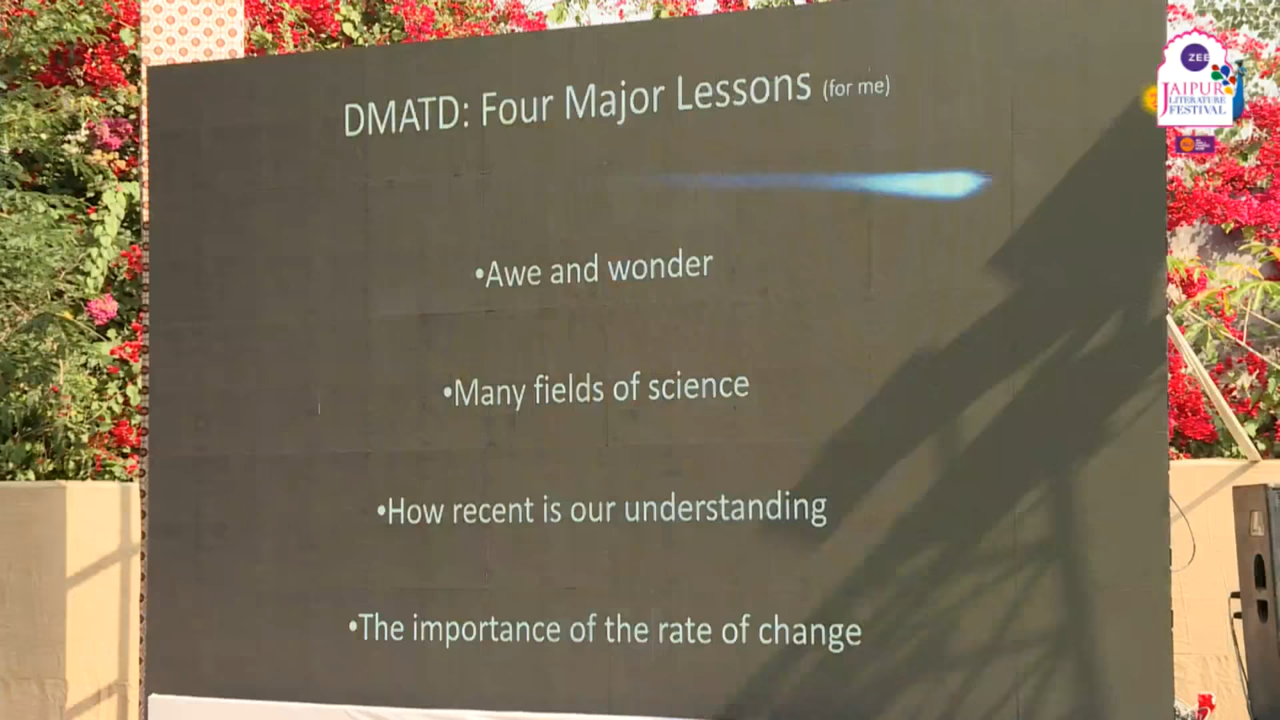 DMATD: Four Major Lessons (for me)
•Awe and wonder
•Many fields of science
•How recent is our understanding
•The importance of the rate of change
ZEE
JAIPUR
LITERATURE
FESTIVAL